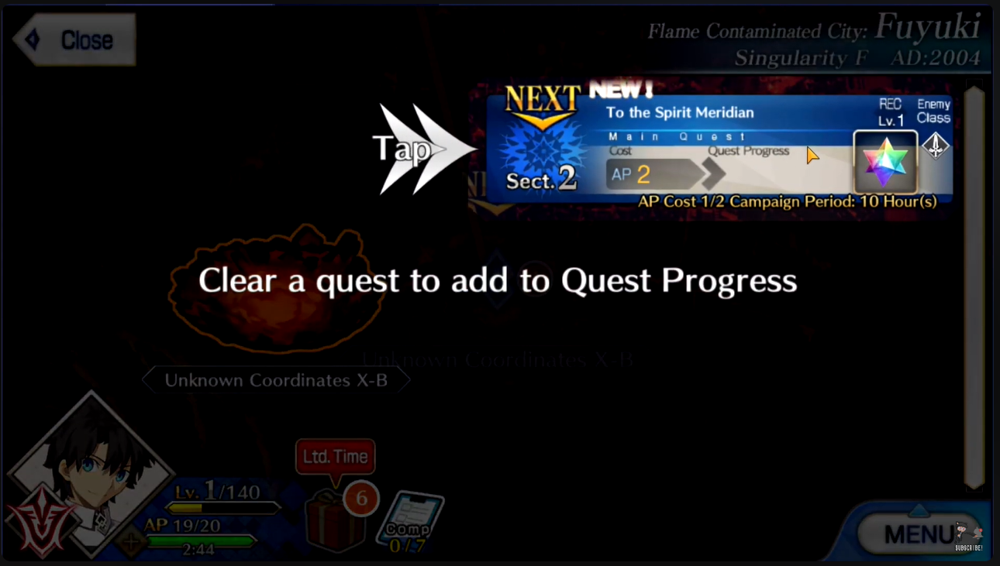 Close
Flame Contaminated City: Fuyuki
Singularity F AD:2004
NEXT
NEW!
To the Spirit Meridian
Main Quest
REC
Lv.1
Enemy
Class
Cost
Quest Progress
AP 2
Sect.2
AP Cost 1/2 Campaign Period: 10 Hour(s)
Tap
Clear a quest to add to Quest Progress
Unknown Coordinates X-B
Unknown Coordinates X-B
Ltd. Time
6
Lv. 1/140
AP 19/20
2:44
Comp
0/7
MENU
SUBSCRIBE!